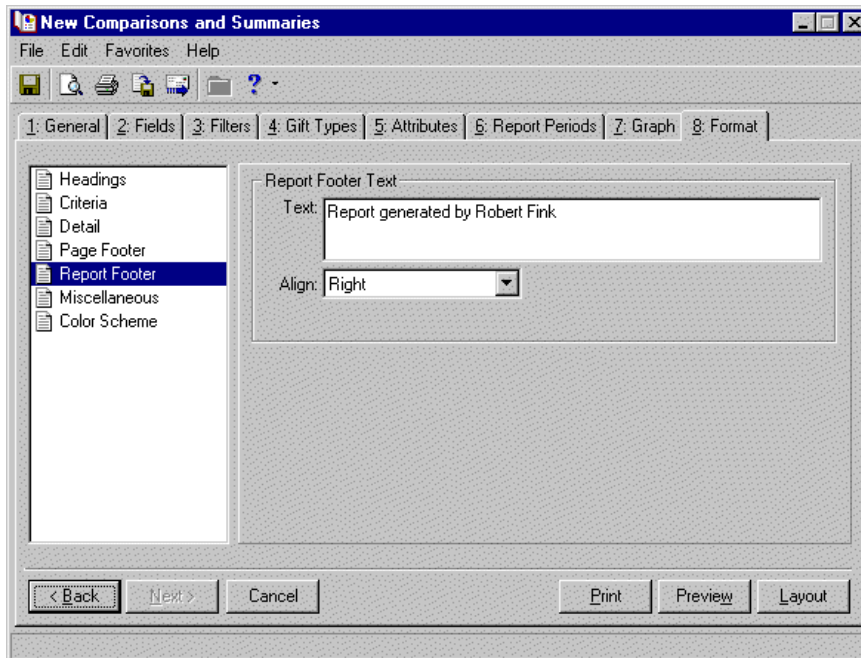 New Comparisons and Summaries
File Edit Favorites Help
1: General 2: Fields 3: Filters 4: Gift Types 5: Attributes 6: Report Periods 7: Graph 8: Format
Headings
Criteria
Detail
Page Footer
Report Footer
Miscellaneous
Color Scheme
Report Footer Text
Text: Report generated by Robert Fink
Align: Right
< Back Next > Cancel Print Preview Layout